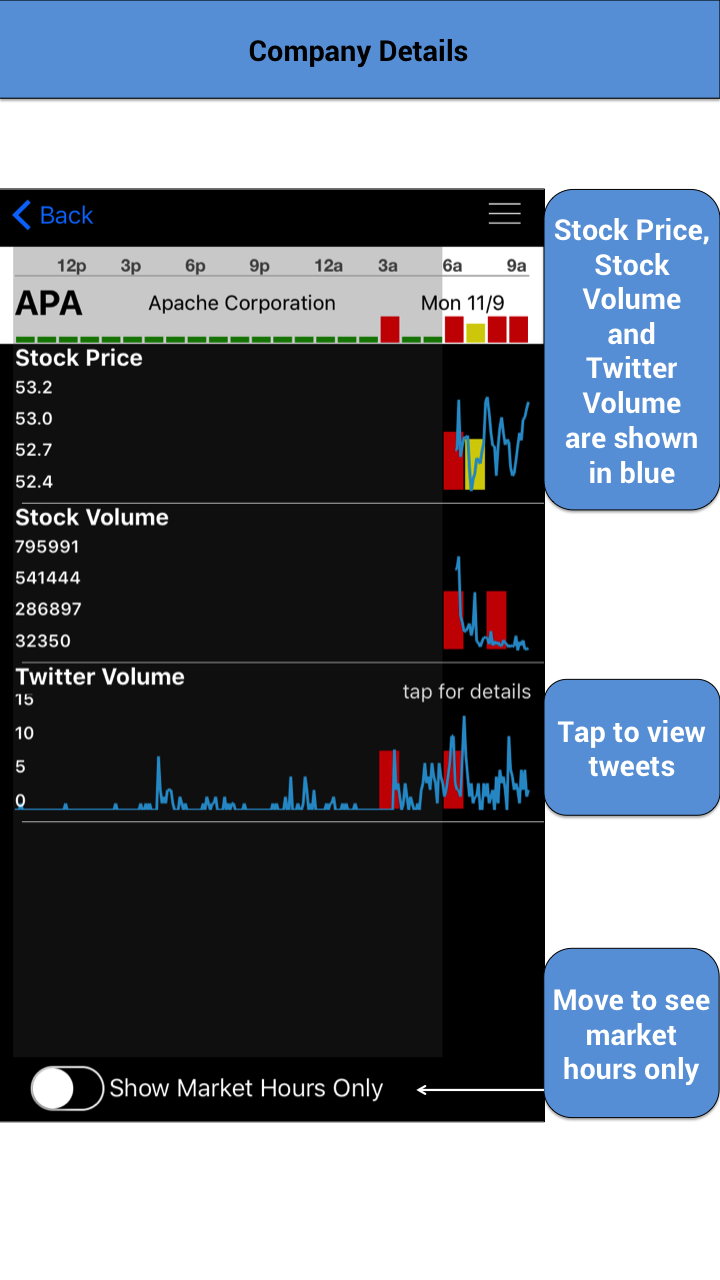 Company Details
Back
12p 3p 6p 9p 12a 3a 6a 9a
APA Apache Corporation Mon 11/9
Stock Price
53.2
53.0
52.7
52.4
Stock Volume
795991
541444
286897
32350
Twitter Volume
tap for details
15
10
5
0
Show Market Hours Only
Stock Price,
Stock
Volume
and
Twitter
Volume
are shown
in blue
Tap to view
tweets
Move to see
market
hours only